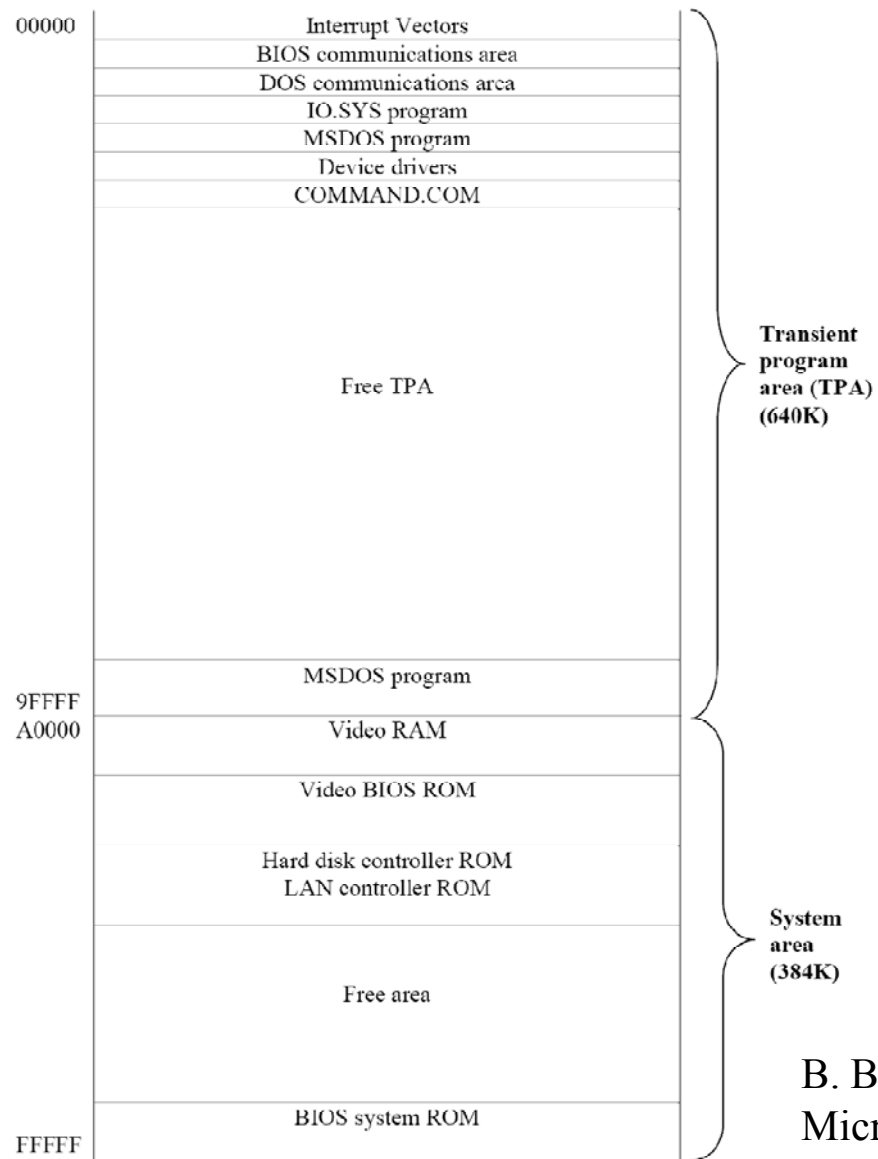 00000
Interrupt Vectors
BIOS communications area
DOS communications area
IO.SYS program
MSDOS program
Device drivers
COMMAND.COM
Free TPA
Transient
program
area (TPA)
(640K)
MSDOS program
9FFFF
A0000
Video RAM
Video BIOS ROM
Hard disk controller ROM
LAN controller ROM
System
area
(384K)
Free area
B. B
Micr
BIOS system ROM
FFFFF